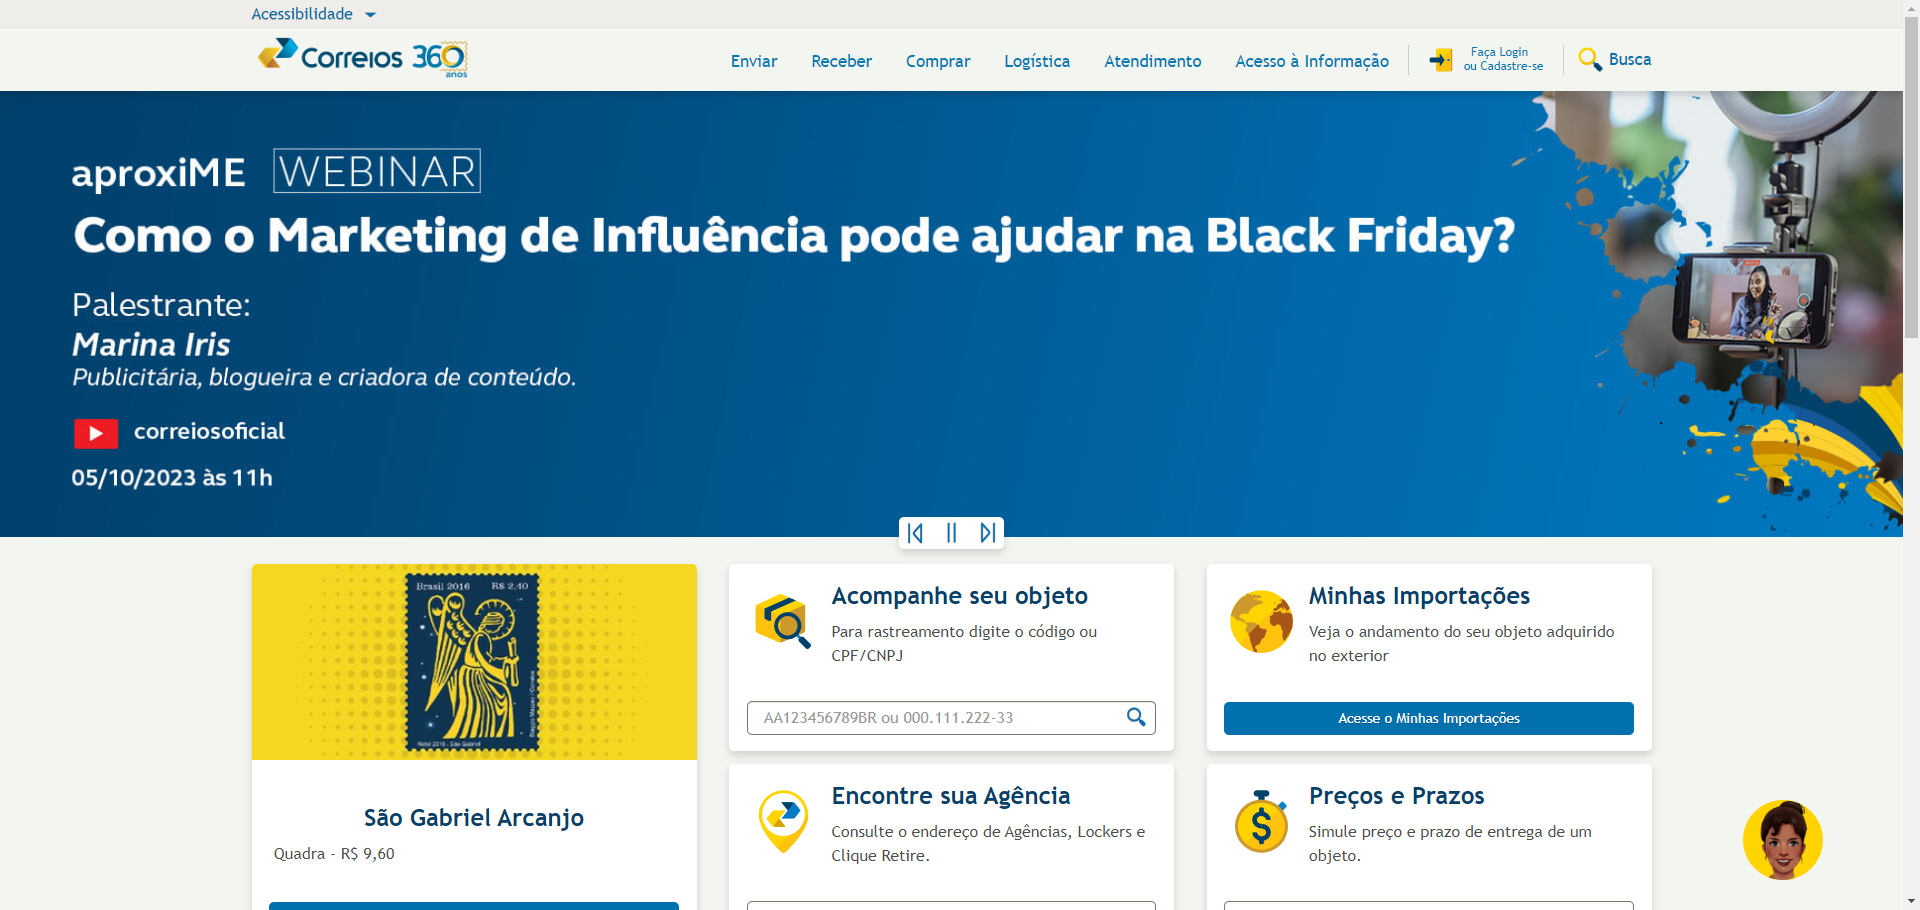 Acessibilidade
Correios 360 anos
Enviar
Receber
Comprar
Logística
Atendimento
Acesso à Informação
Faça Login
ou Cadastre-se
Busca
aproxiME WEBINAR
Como o Marketing de Influência pode ajudar na Black Friday?
Palestrante:
Marina Iris
Publicitária, blogueira e criadora de conteúdo.
correiosoficial
05/10/2023 às 11h
Brasil 2016 R$ 2,40
Natal 2016 - São Gabriel
São Gabriel Arcanjo
Quadra - R$ 9,60
Acompanhe seu objeto
Para rastreamento digite o código ou
CPF/CNPJ
AA123456789BR ou 000.111.222-33
Minhas Importações
Veja o andamento do seu objeto adquirido
no exterior
Acesse o Minhas Importações
Encontre sua Agência
Consulte o endereço de Agências, Lockers e
Clique Retire.
Preços e Prazos
Simule preço e prazo de entrega de um
objeto.